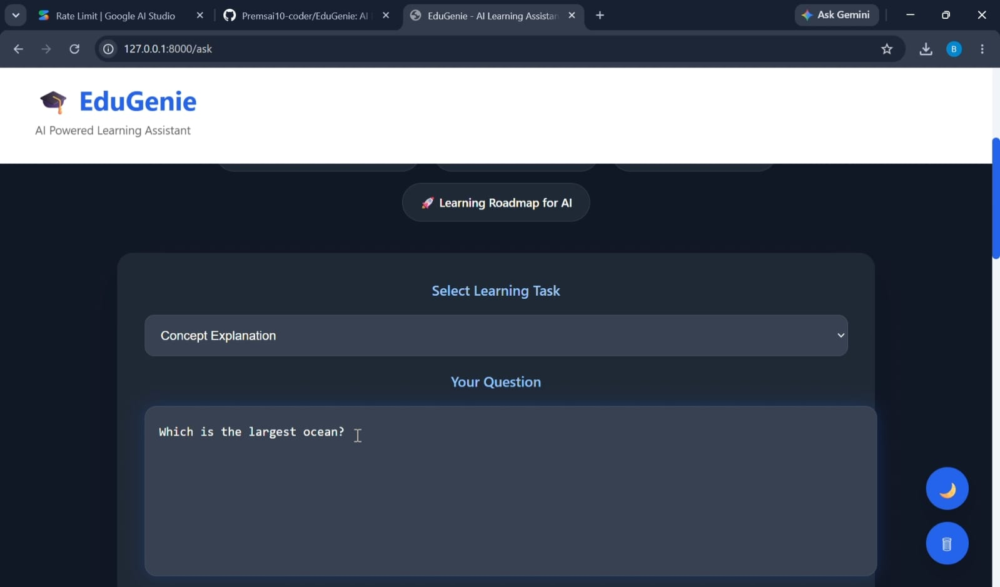 Rate Limit | Google AI Studio
Premsai10-coder/EduGenie: AI
EduGenie - AI Learning Assistan
Ask Gemini
127.0.0.1:8000/ask
B
EduGenie
AI Powered Learning Assistant
🚀 Learning Roadmap for AI
Select Learning Task
Concept Explanation
Your Question
Which is the largest ocean?